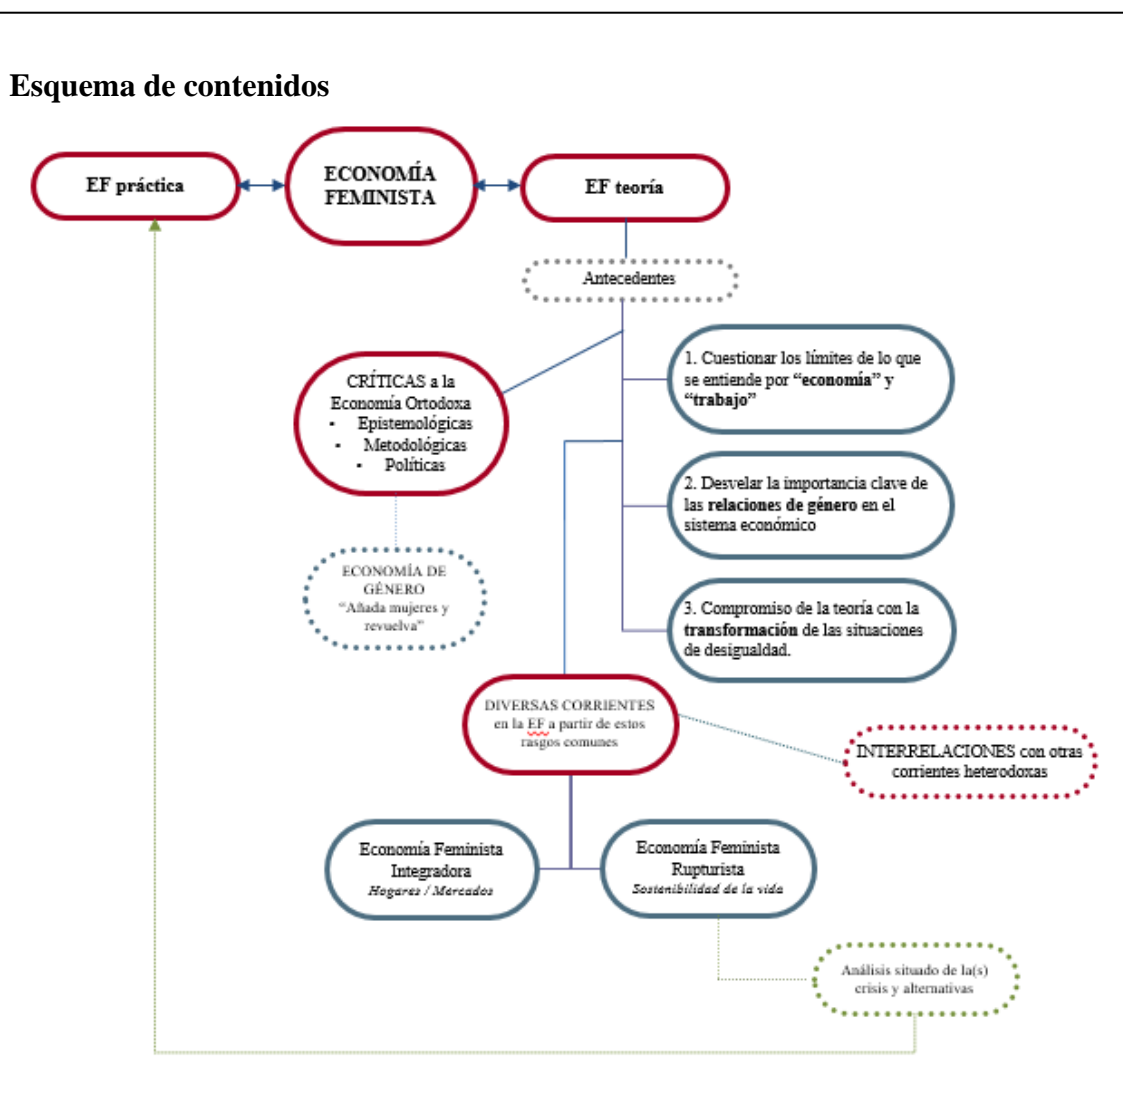 Esquema de contenidos
EF práctica
ECONOMÍA
FEMINISTA
EF teoría
Antecedentes
CRÍTICAS a la
Economía Ortodoxa
▪ Epistemológicas
▪ Metodológicas
▪ Políticas
1. Cuestionar los límites de lo que
se entiende por “economía” y
“trabajo”
2. Desvelar la importancia clave de
las relaciones de género en el
sistema económico
ECONOMÍA DE
GÉNERO
“Añada mujeres y
revuelva”
3. Compromiso de la teoría con la
transformación de las situaciones
de desigualdad.
DIVERSAS CORRIENTES
en la EF a partir de estos
rasgos comunes
INTERRELACIONES con otras
corrientes heterodoxas
Economía Feminista
Integradora
Hogares / Mercados
Economía Feminista
Rupturista
Sostenibilidad de la vida
Análisis situado de la(s)
crisis y alternativas